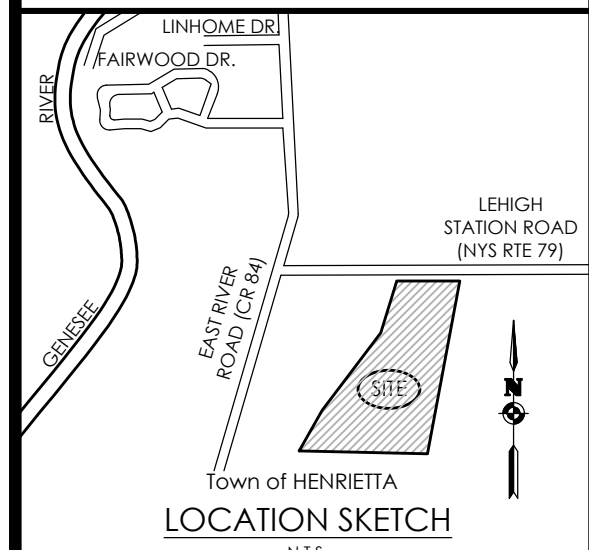 LINHOME DR.
FAIRWOOD DR.
RIVER
LEHIGH
STATION ROAD
(NYS RTE 79)
EAST RIVER
ROAD (CR 84)
GENESEE
SITE
N
Town of HENRIETTA
LOCATION SKETCH
N.T.S.